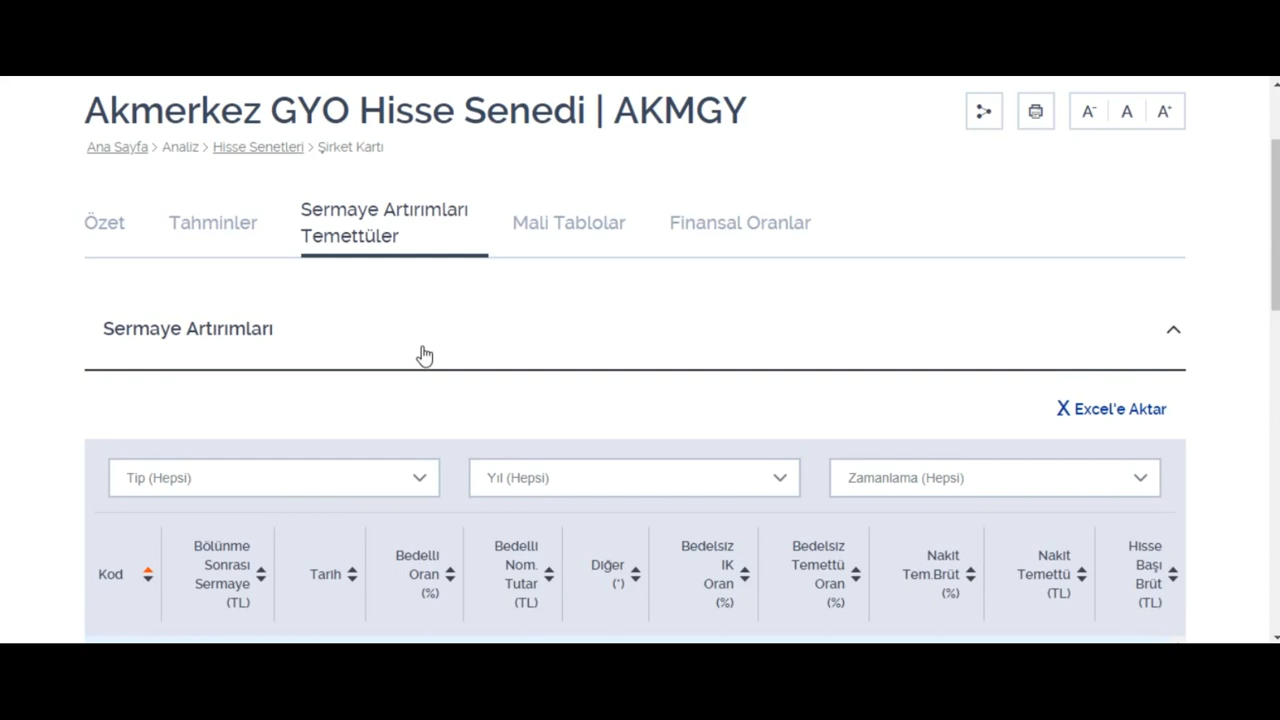 Akmerkez GYO Hisse Senedi | AKMGY
A- A A+
Ana Sayfa > Analiz > Hisse Senetleri > Şirket Kartı
Özet
Tahminler
Sermaye Artırımları
Temettüler
Mali Tablolar
Finansal Oranlar
Sermaye Artırımları
X Excel'e Aktar
Tip (Hepsi)
Yıl (Hepsi)
Zamanlama (Hepsi)
Kod
Bölünme
Sonrası
Sermaye
(TL)
Tarih
Bedelli
Oran
(%)
Bedelli
Nom.
Tutar
(TL)
Diğer
(*)
Bedelsiz
IK
Oran
(%)
Bedelsiz
Temettü
Oran
(%)
Nakit
Tem.Brüt
(%)
Nakit
Temettü
(TL)
Hisse
Başı
Brüt
(TL)